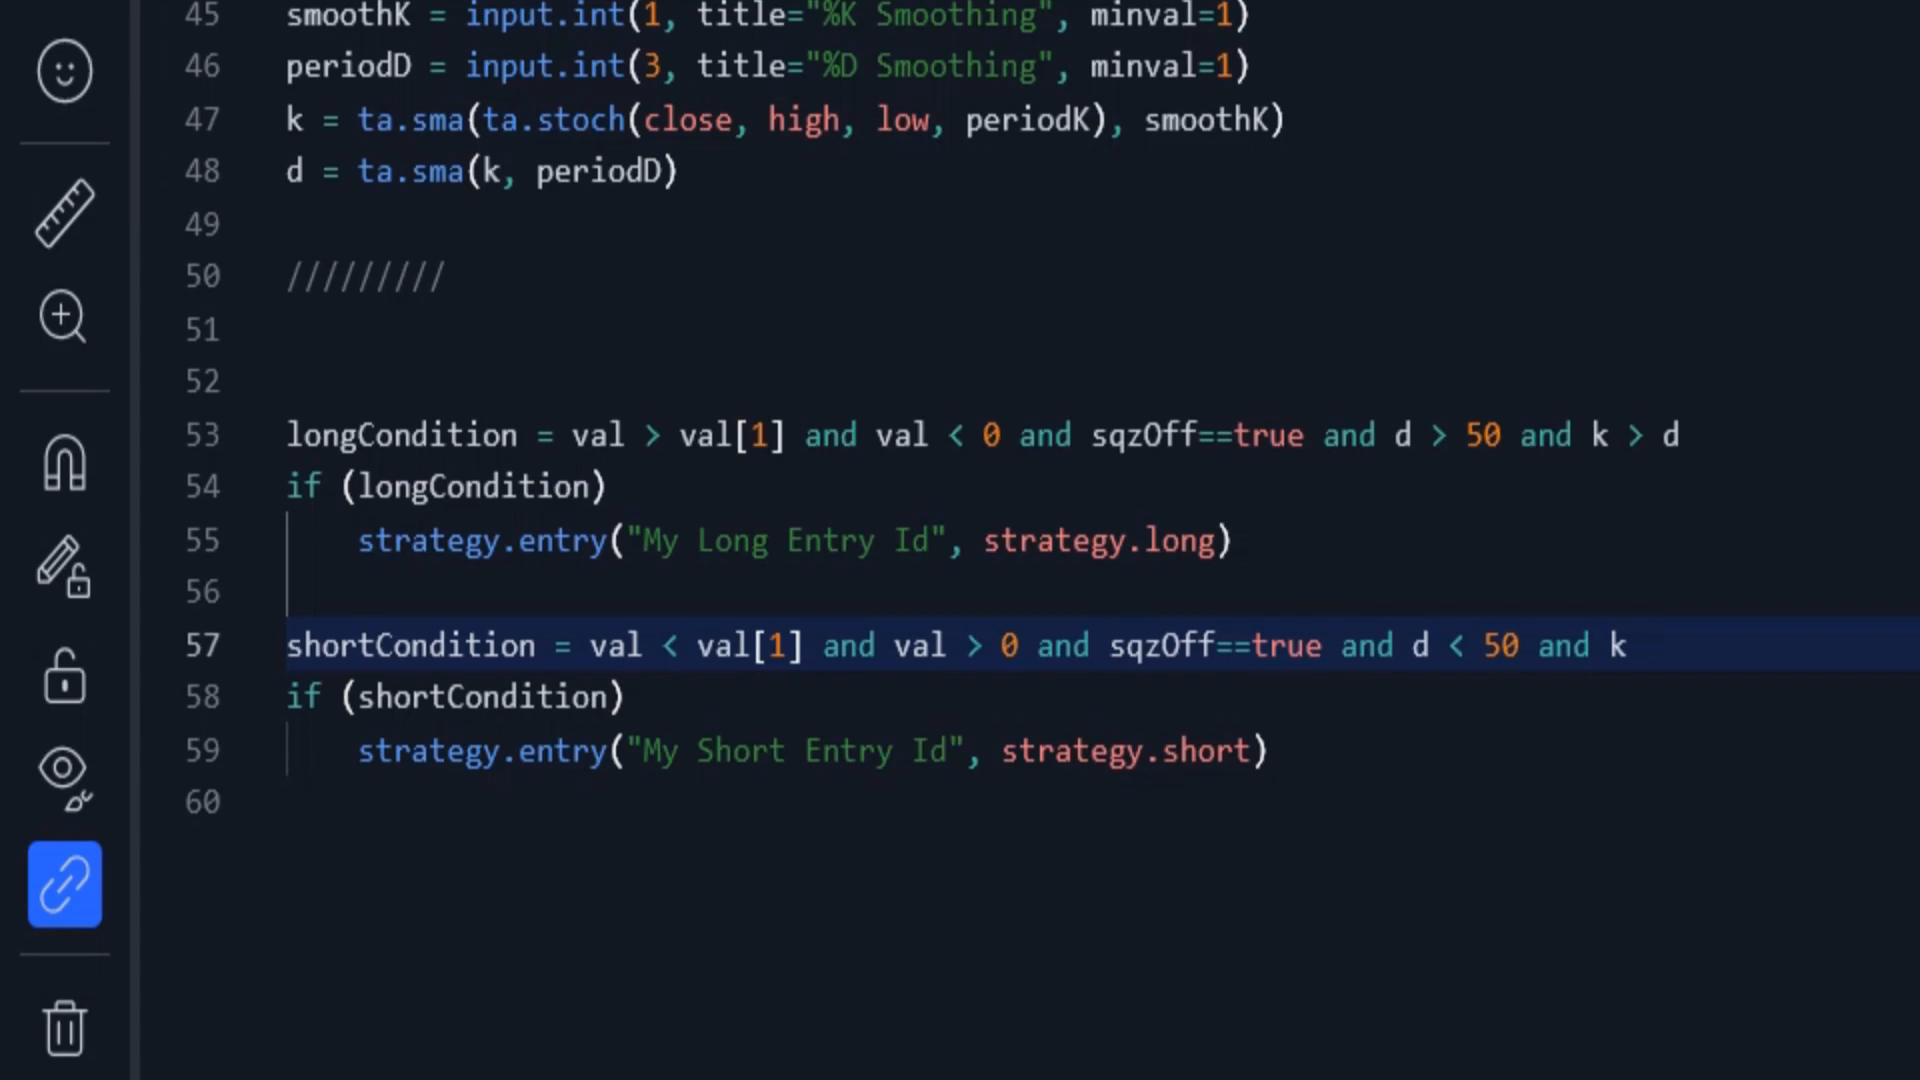 45 smoothK = input.int(1, title="%K Smoothing", minval=1)
46 periodD = input.int(3, title="%D Smoothing", minval=1)
47 k = ta.sma(ta.stoch(close, high, low, periodK), smoothK)
48 d = ta.sma(k, periodD)
49
50 /////////
51
52
53 longCondition = val > val[1] and val < 0 and sqzOff==true and d > 50 and k > d
54 if (longCondition)
55     strategy.entry("My Long Entry Id", strategy.long)
56
57 shortCondition = val < val[1] and val > 0 and sqzOff==true and d < 50 and k
58 if (shortCondition)
59     strategy.entry("My Short Entry Id", strategy.short)
60